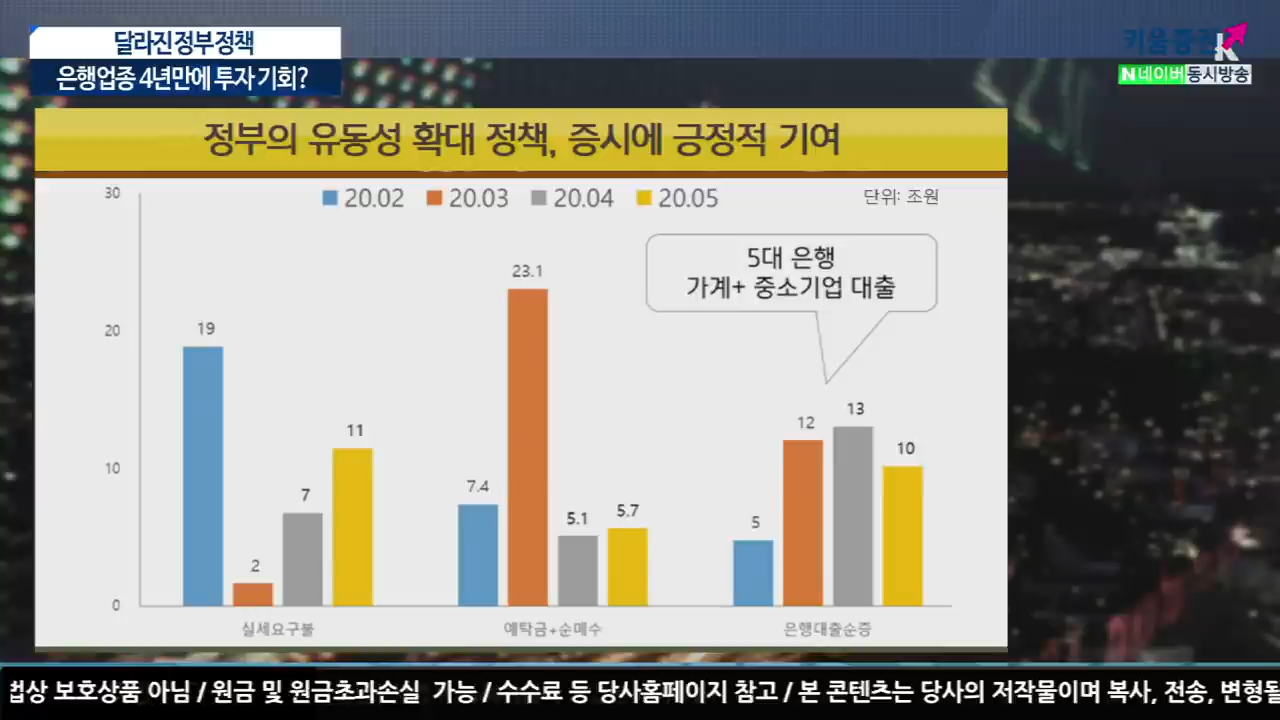 달라진 정부 정책
은행업종 4년만에 투자 기회?
키움증권
N 네이버 동시방송
정부의 유동성 확대 정책, 증시에 긍정적 기여
20.02 20.03 20.04 20.05
단위: 조원
5대 은행
가계+ 중소기업 대출
30
20
10
0
19
2
7
11
7.4
23.1
5.1
5.7
5
12
13
10
실세요구불
예탁금+순매수
은행대출순증
법상 보호상품 아님 / 원금 및 원금초과손실 가능 / 수수료 등 당사홈페이지 참고 / 본 콘텐츠는 당사의 저작물이며 복사, 전송, 변형될